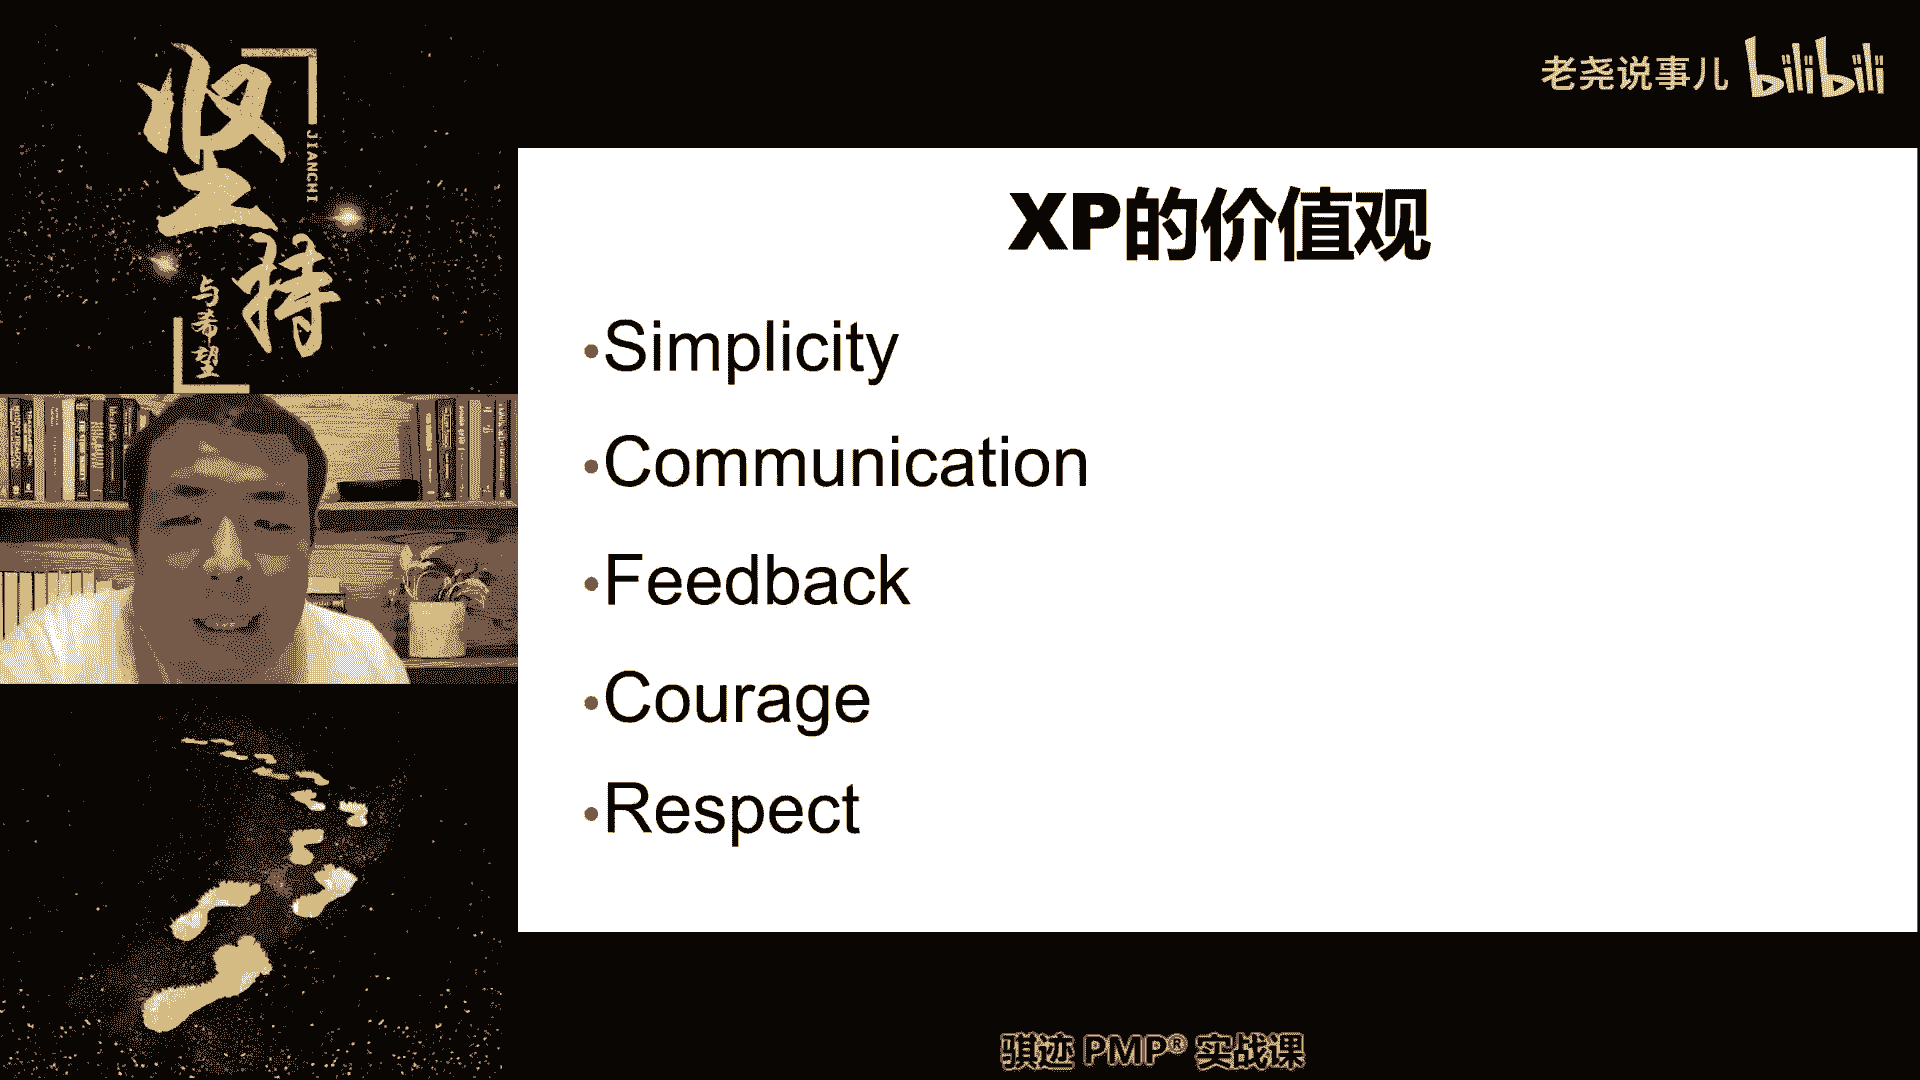 坚持
JIANCHI
与希望
老尧说事儿 bilibili
XP的价值观
•Simplicity
•Communication
•Feedback
•Courage
•Respect
骐迹 PMP® 实战课